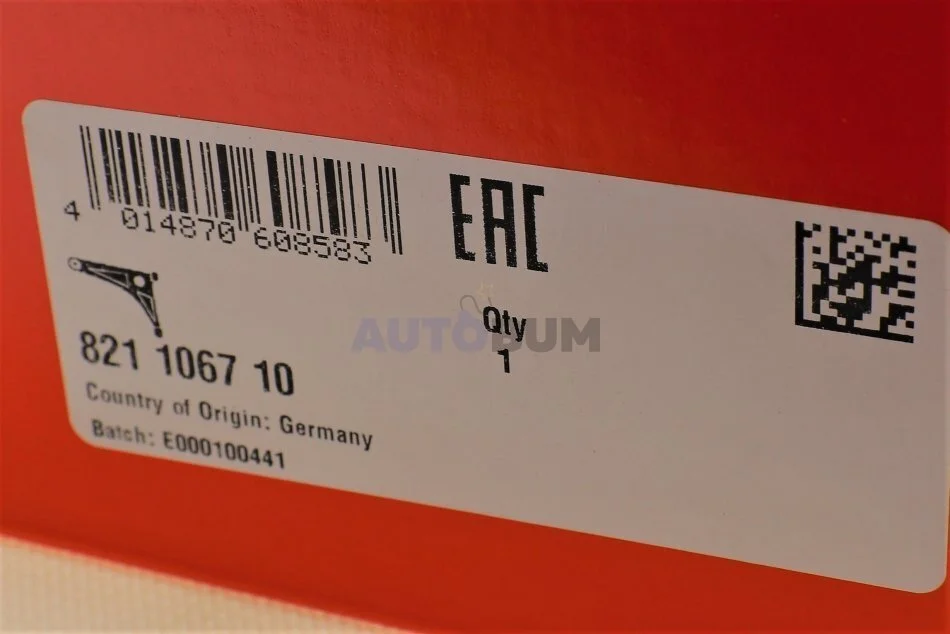 4 014870 608583
EAC
821 1067 10
Qty
1
Country of Origin: Germany
Batch: E000100441
AUTOBUM